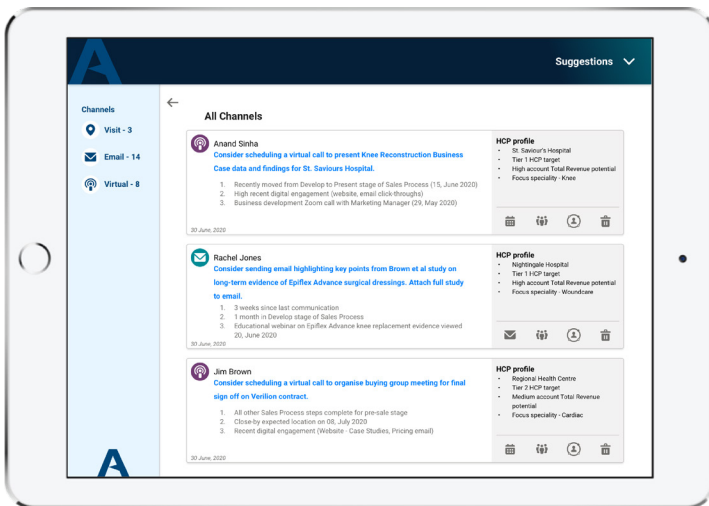 Suggestions
Channels
Visit - 3
Email - 14
Virtual - 8
All Channels
Anand Sinha
Consider scheduling a virtual call to present Knee Reconstruction Business
Case data and findings for St. Saviours Hospital.
1. Recently moved from Develop to Present stage of Sales Process (15, June 2020)
2. High recent digital engagement (website, email click-throughs)
3. Business development Zoom call with Marketing Manager (29, May 2020)
30 June, 2020
HCP profile
- St. Saviour's Hospital
- Tier 1 HCP target
- High account Total Revenue potential
- Focus speciality - Knee
Rachel Jones
Consider sending email highlighting key points from Brown et al study on
long-term evidence of Epiflex Advance surgical dressings. Attach full study
to email.
1. 3 weeks since last communication
2. 1 month in Develop stage of Sales Process
3. Educational webinar on Epiflex Advance knee replacement evidence viewed
20, June 2020
30 June, 2020
HCP profile
- Nightingale Hospital
- Tier 1 HCP target
- High account Total Revenue potential
- Focus speciality - Woundcare
Jim Brown
Consider scheduling a virtual call to organise buying group meeting for final
sign off on Verilion contract.
1. All other Sales Process steps complete for pre-sale stage
2. Close-by expected location on 08, July 2020
3. Recent digital engagement (Website - Case Studies, Pricing email)
30 June, 2020
HCP profile
- Regional Health Centre
- Tier 2 HCP target
- Medium account Total Revenue
potential
- Focus speciality - Cardiac